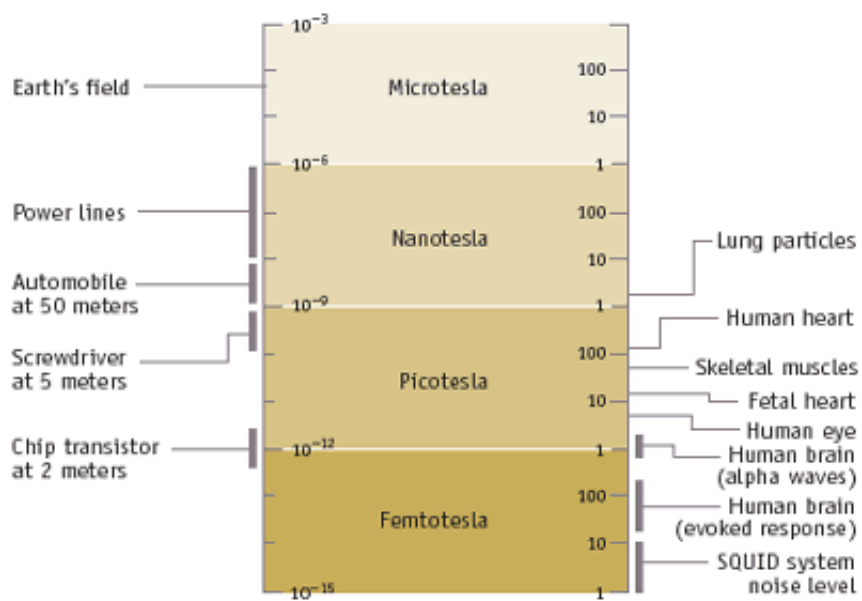 10⁻³
Earth's field
Microtesla
100
10
10⁻⁶
1
Power lines
Nanotesla
100
10
Lung particles
Automobile
at 50 meters
10⁻⁹
1
Human heart
Screwdriver
at 5 meters
Picotesla
100
Skeletal muscles
10
Fetal heart
Human eye
Chip transistor
at 2 meters
10⁻¹²
1
Human brain
(alpha waves)
100
Human brain
(evoked response)
Femtotesla
10
SQUID system
noise level
10⁻¹⁵
1